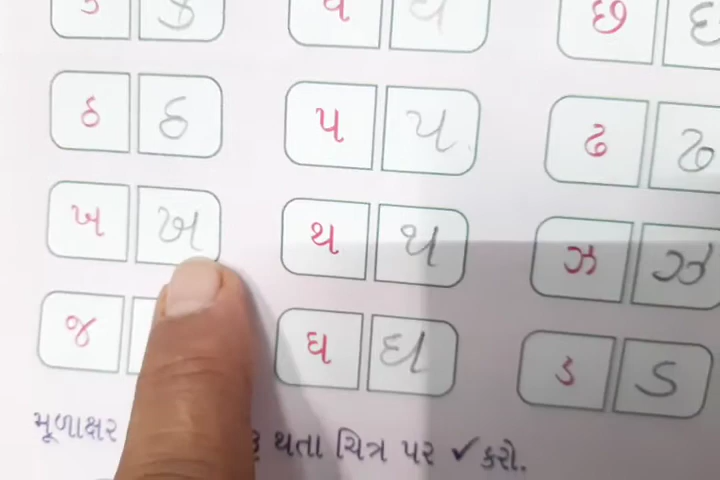 ઠ ઠ પ પ ઢ ઢ
ખ ખ થ થ ઝ ઝ
જ ઘ ઘ ડ ડ
મૂળાક્ષર થતા ચિત્ર પર ✓ કરો.